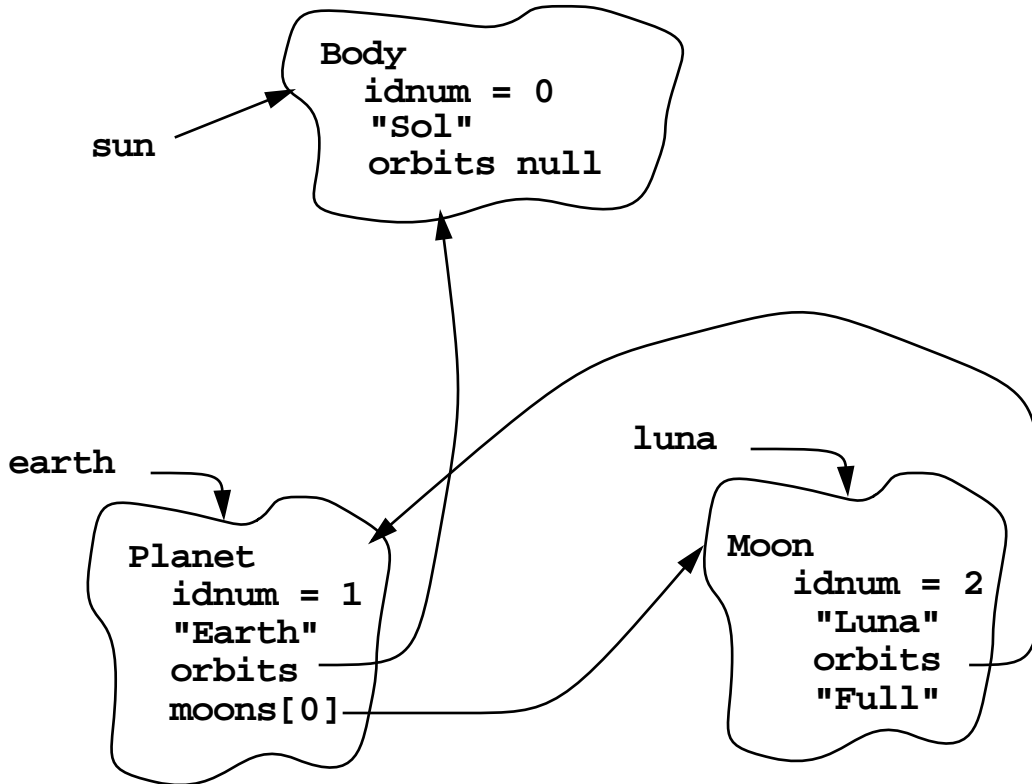 Body
idnum = 0
"Sol"
orbits null
sun
earth
Planet
idnum = 1
"Earth"
orbits
moons[0]
luna
Moon
idnum = 2
"Luna"
orbits
"Full"